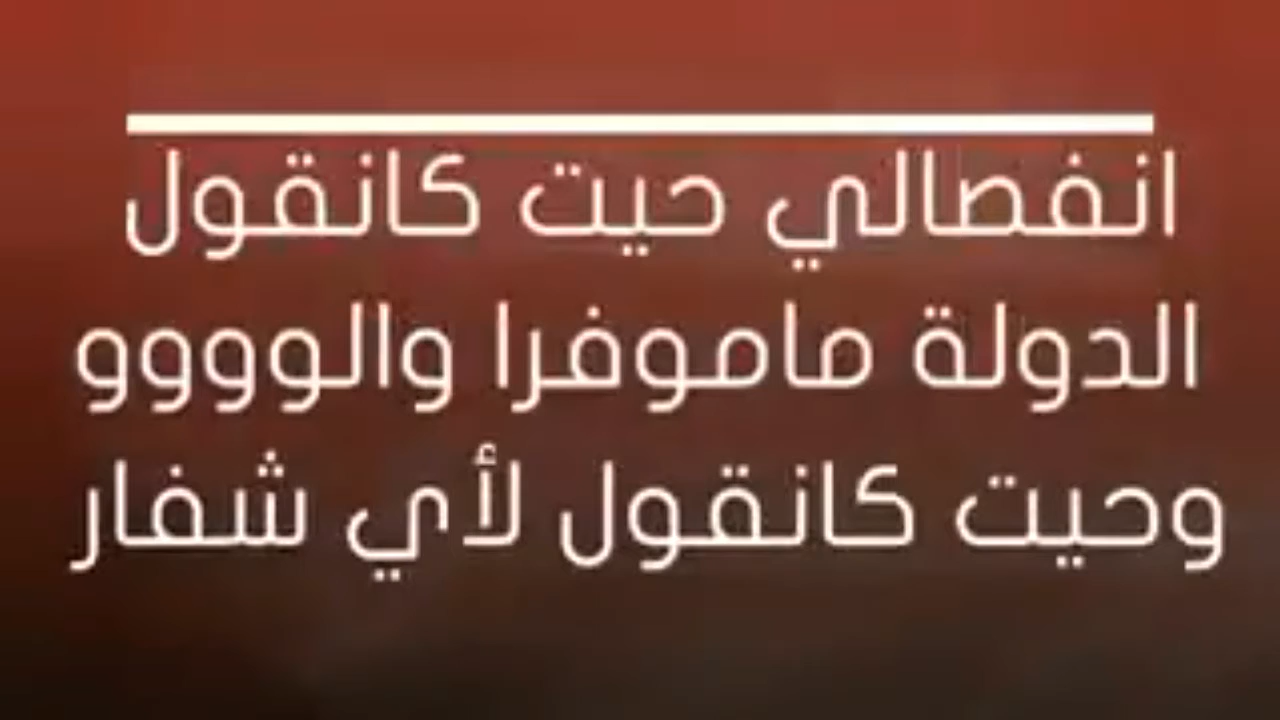 انفصالي حيت كانقول
الدولة ماموفرا والوووو
وحيت كانقول لأي شفار